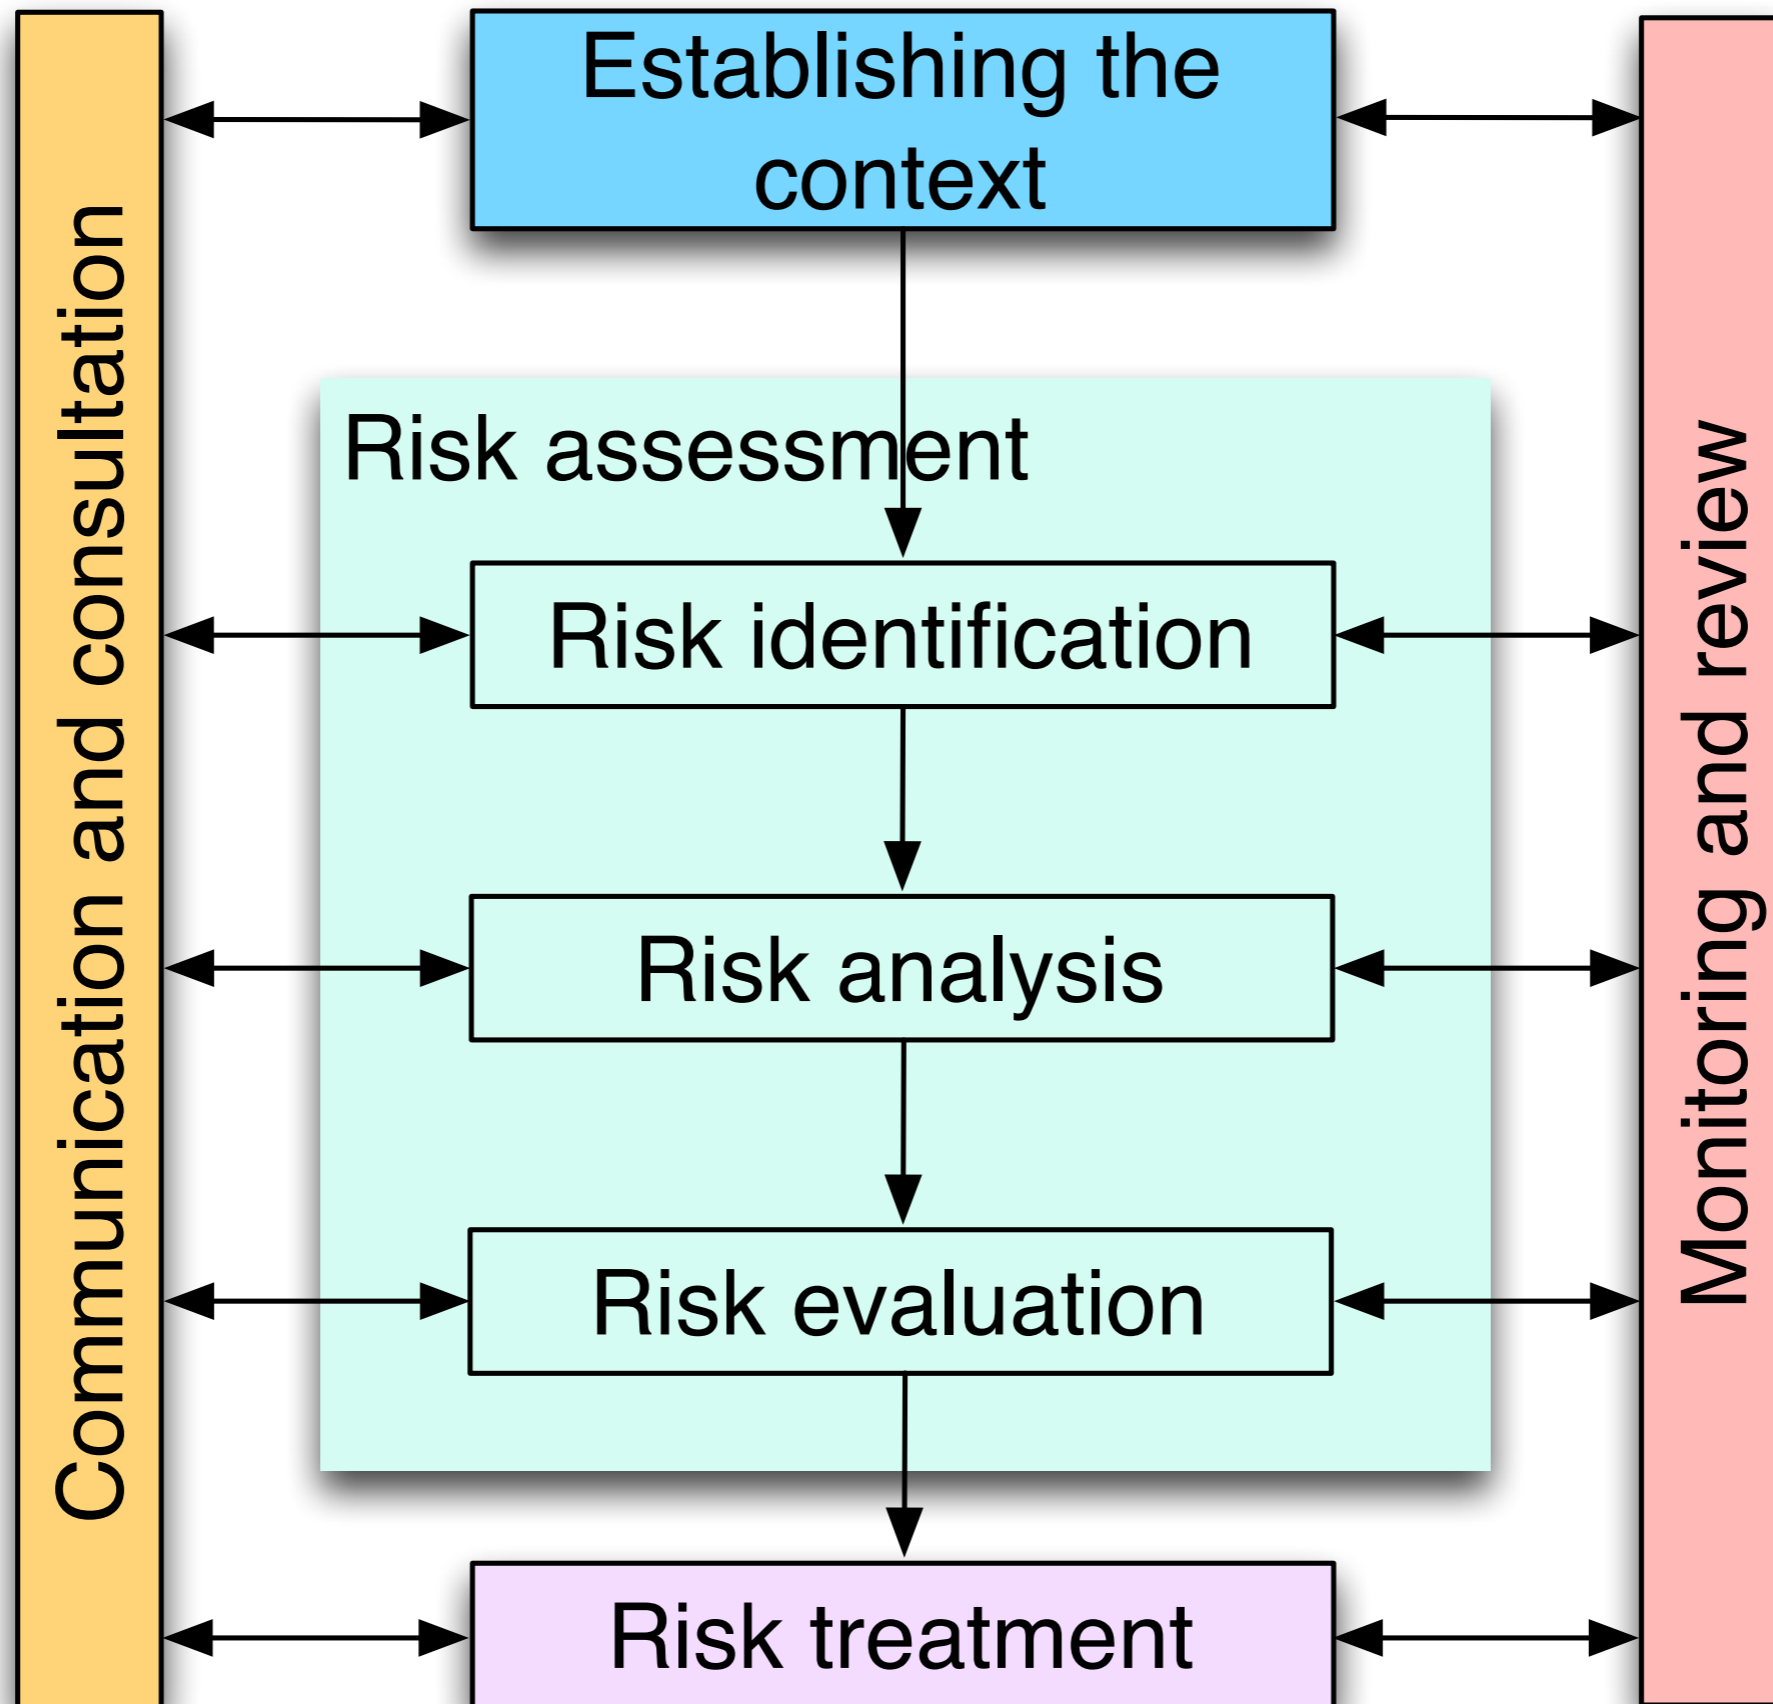 Establishing the
context
Communication and consultation
Risk assessment
Risk identification
Risk analysis
Risk evaluation
Risk treatment
Monitoring and review